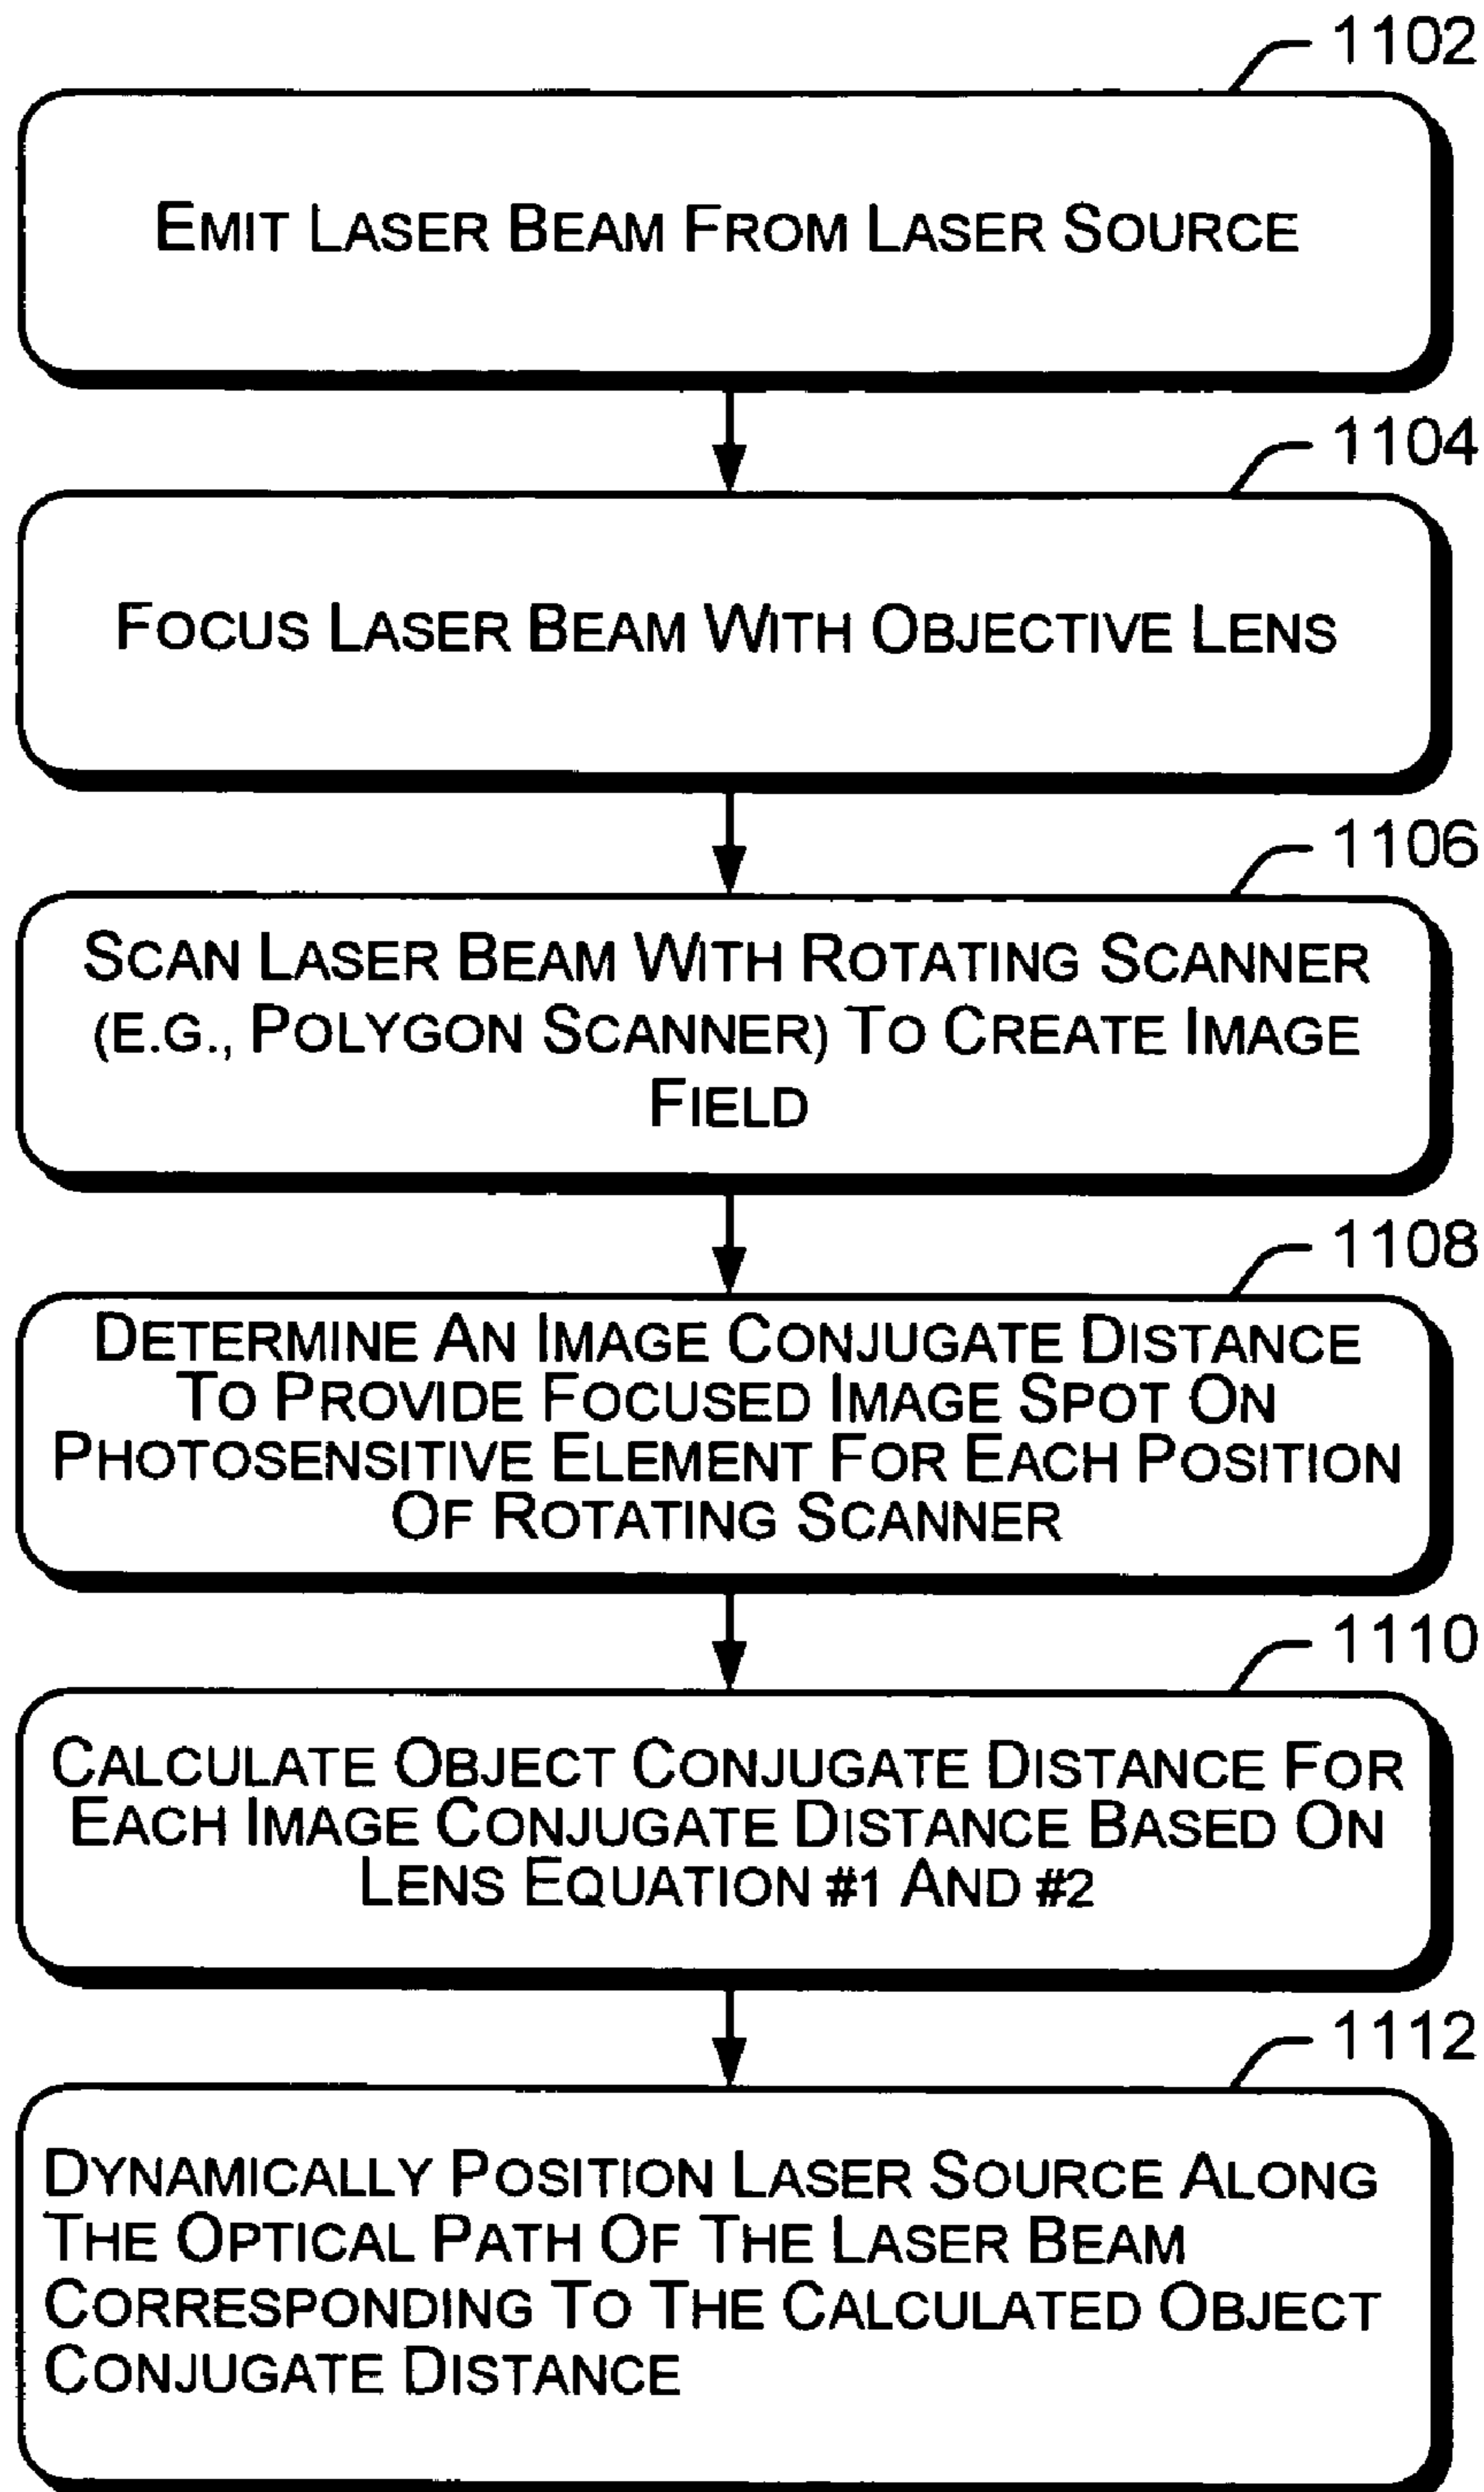 1102
EMIT LASER BEAM FROM LASER SOURCE
1104
FOCUS LASER BEAM WITH OBJECTIVE LENS
1106
SCAN LASER BEAM WITH ROTATING SCANNER
(E.G., POLYGON SCANNER) TO CREATE IMAGE
FIELD
1108
DETERMINE AN IMAGE CONJUGATE DISTANCE
TO PROVIDE FOCUSED IMAGE SPOT ON
PHOTOSENSITIVE ELEMENT FOR EACH POSITION
OF ROTATING SCANNER
1110
CALCULATE OBJECT CONJUGATE DISTANCE FOR
EACH IMAGE CONJUGATE DISTANCE BASED ON
LENS EQUATION #1 AND #2
1112
DYNAMICALLY POSITION LASER SOURCE ALONG
THE OPTICAL PATH OF THE LASER BEAM
CORRESPONDING TO THE CALCULATED OBJECT
CONJUGATE DISTANCE